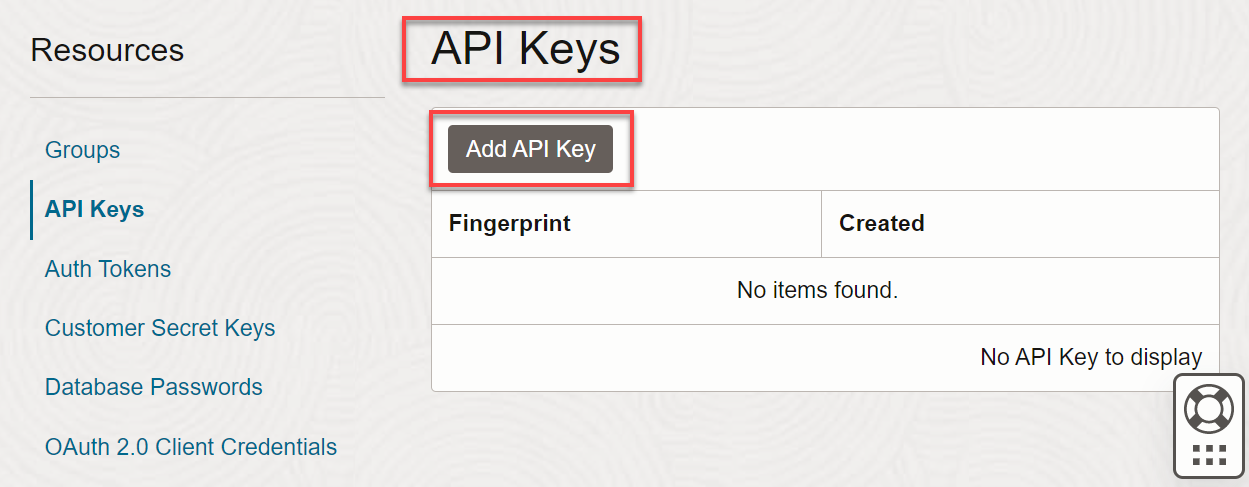 Resources
Groups
API Keys
Auth Tokens
Customer Secret Keys
Database Passwords
OAuth 2.0 Client Credentials
API Keys
Add API Key
Fingerprint Created
No items found.
No API Key to display